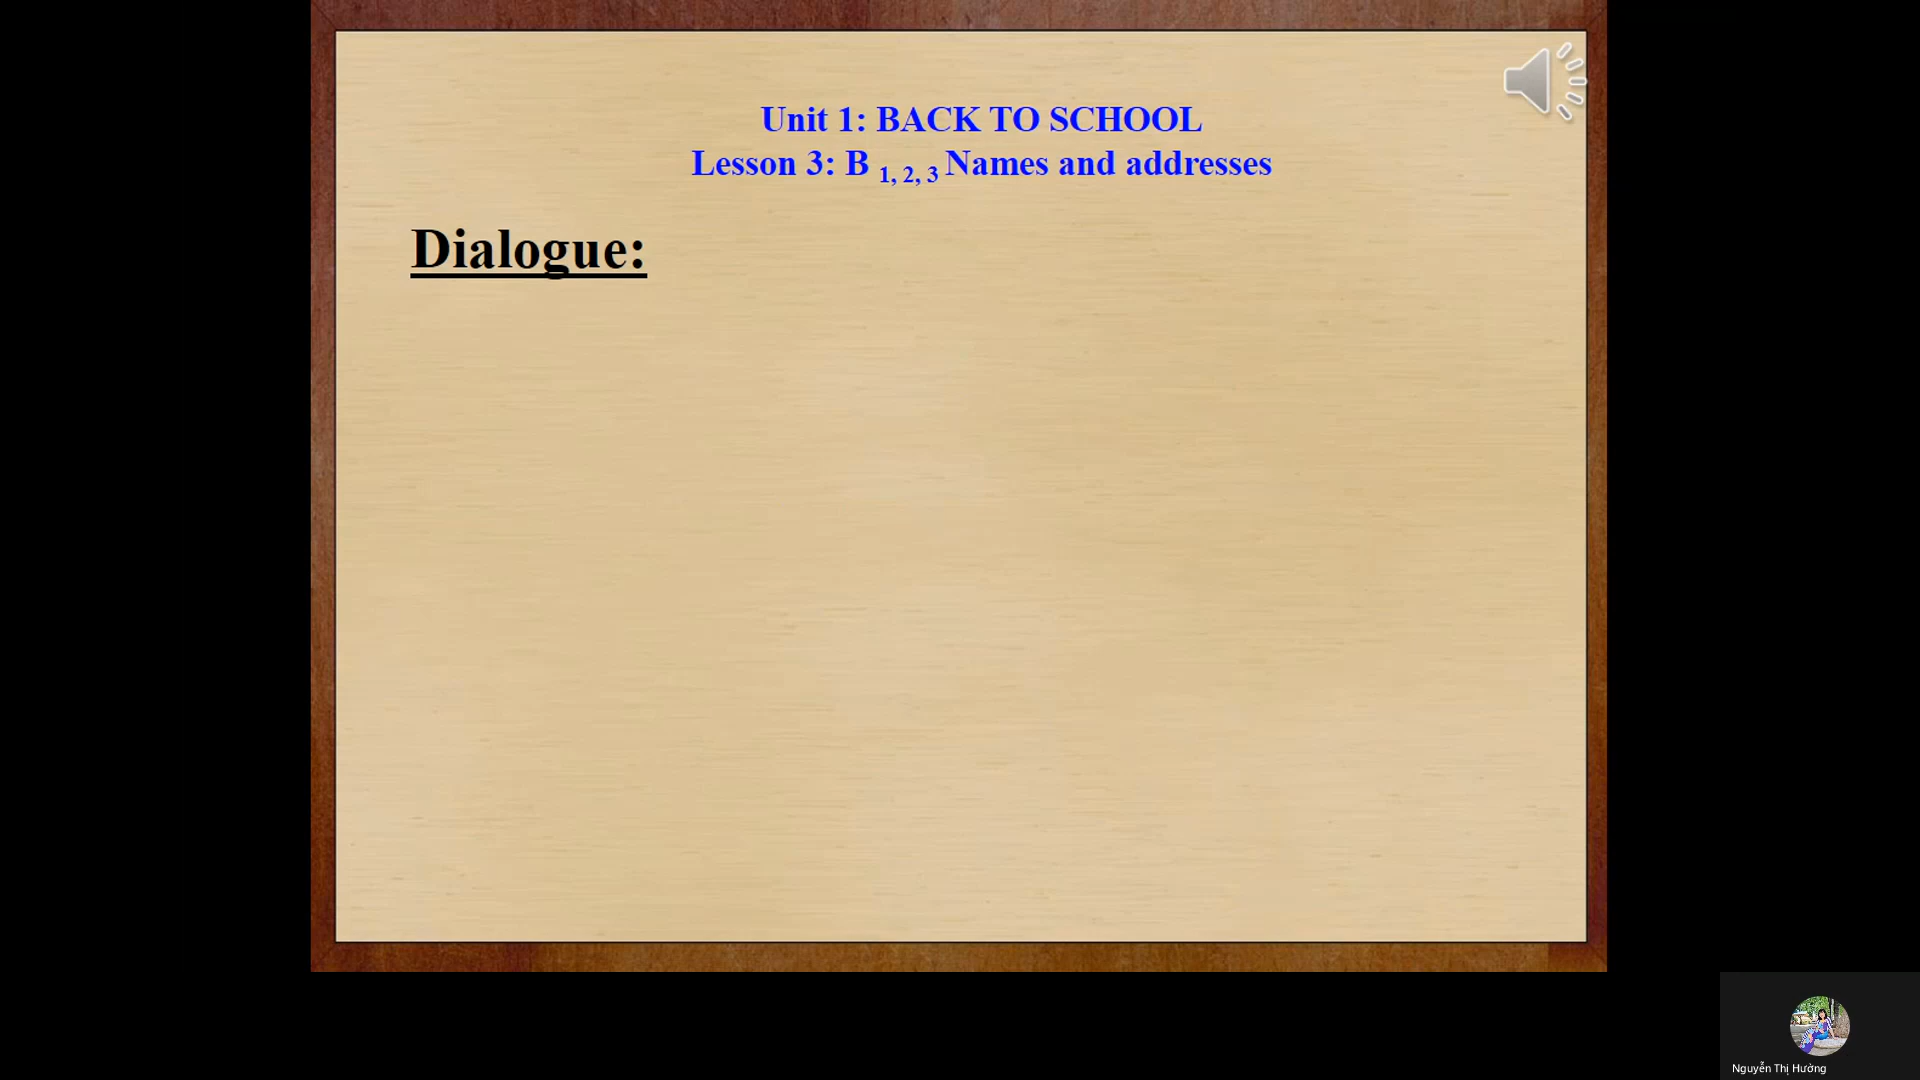 Unit 1: BACK TO SCHOOL
Lesson 3: B 1, 2, 3 Names and addresses
Dialogue:
Nguyễn Thị Hường